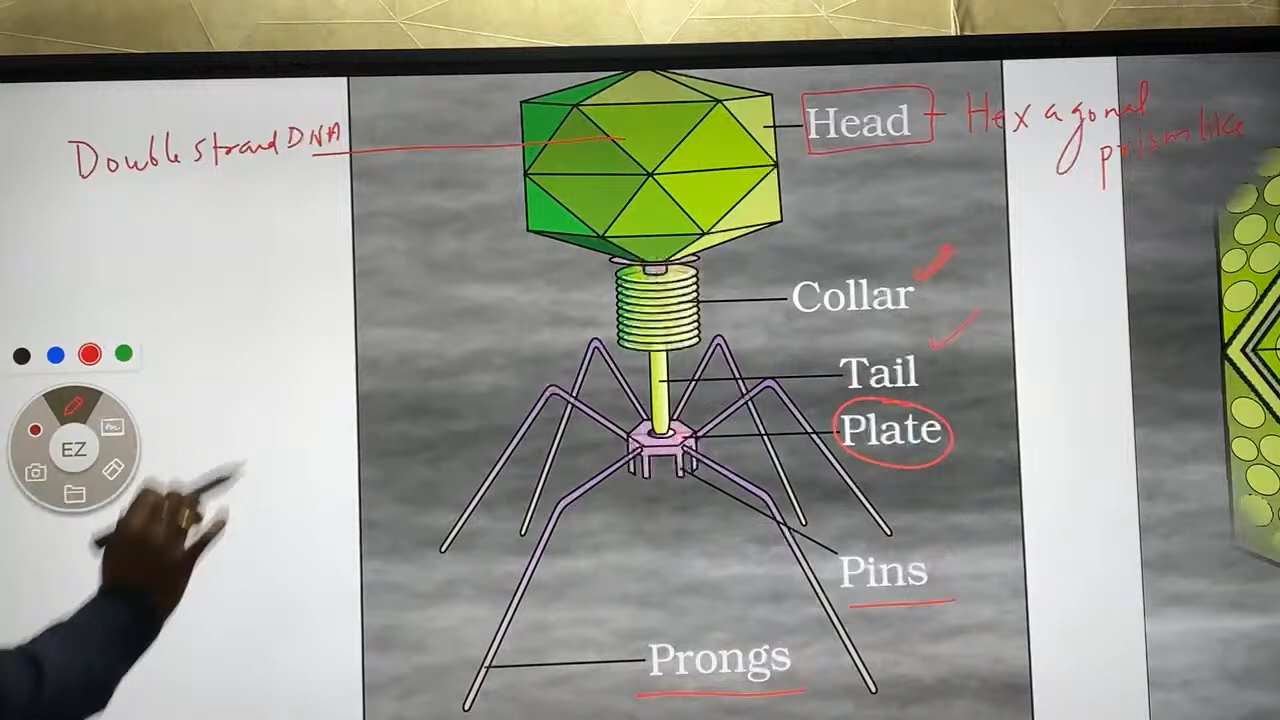 Double strand DNA
Head - Hexagonal
prism like
Collar
Tail
Plate
EZ
Pins
Prongs